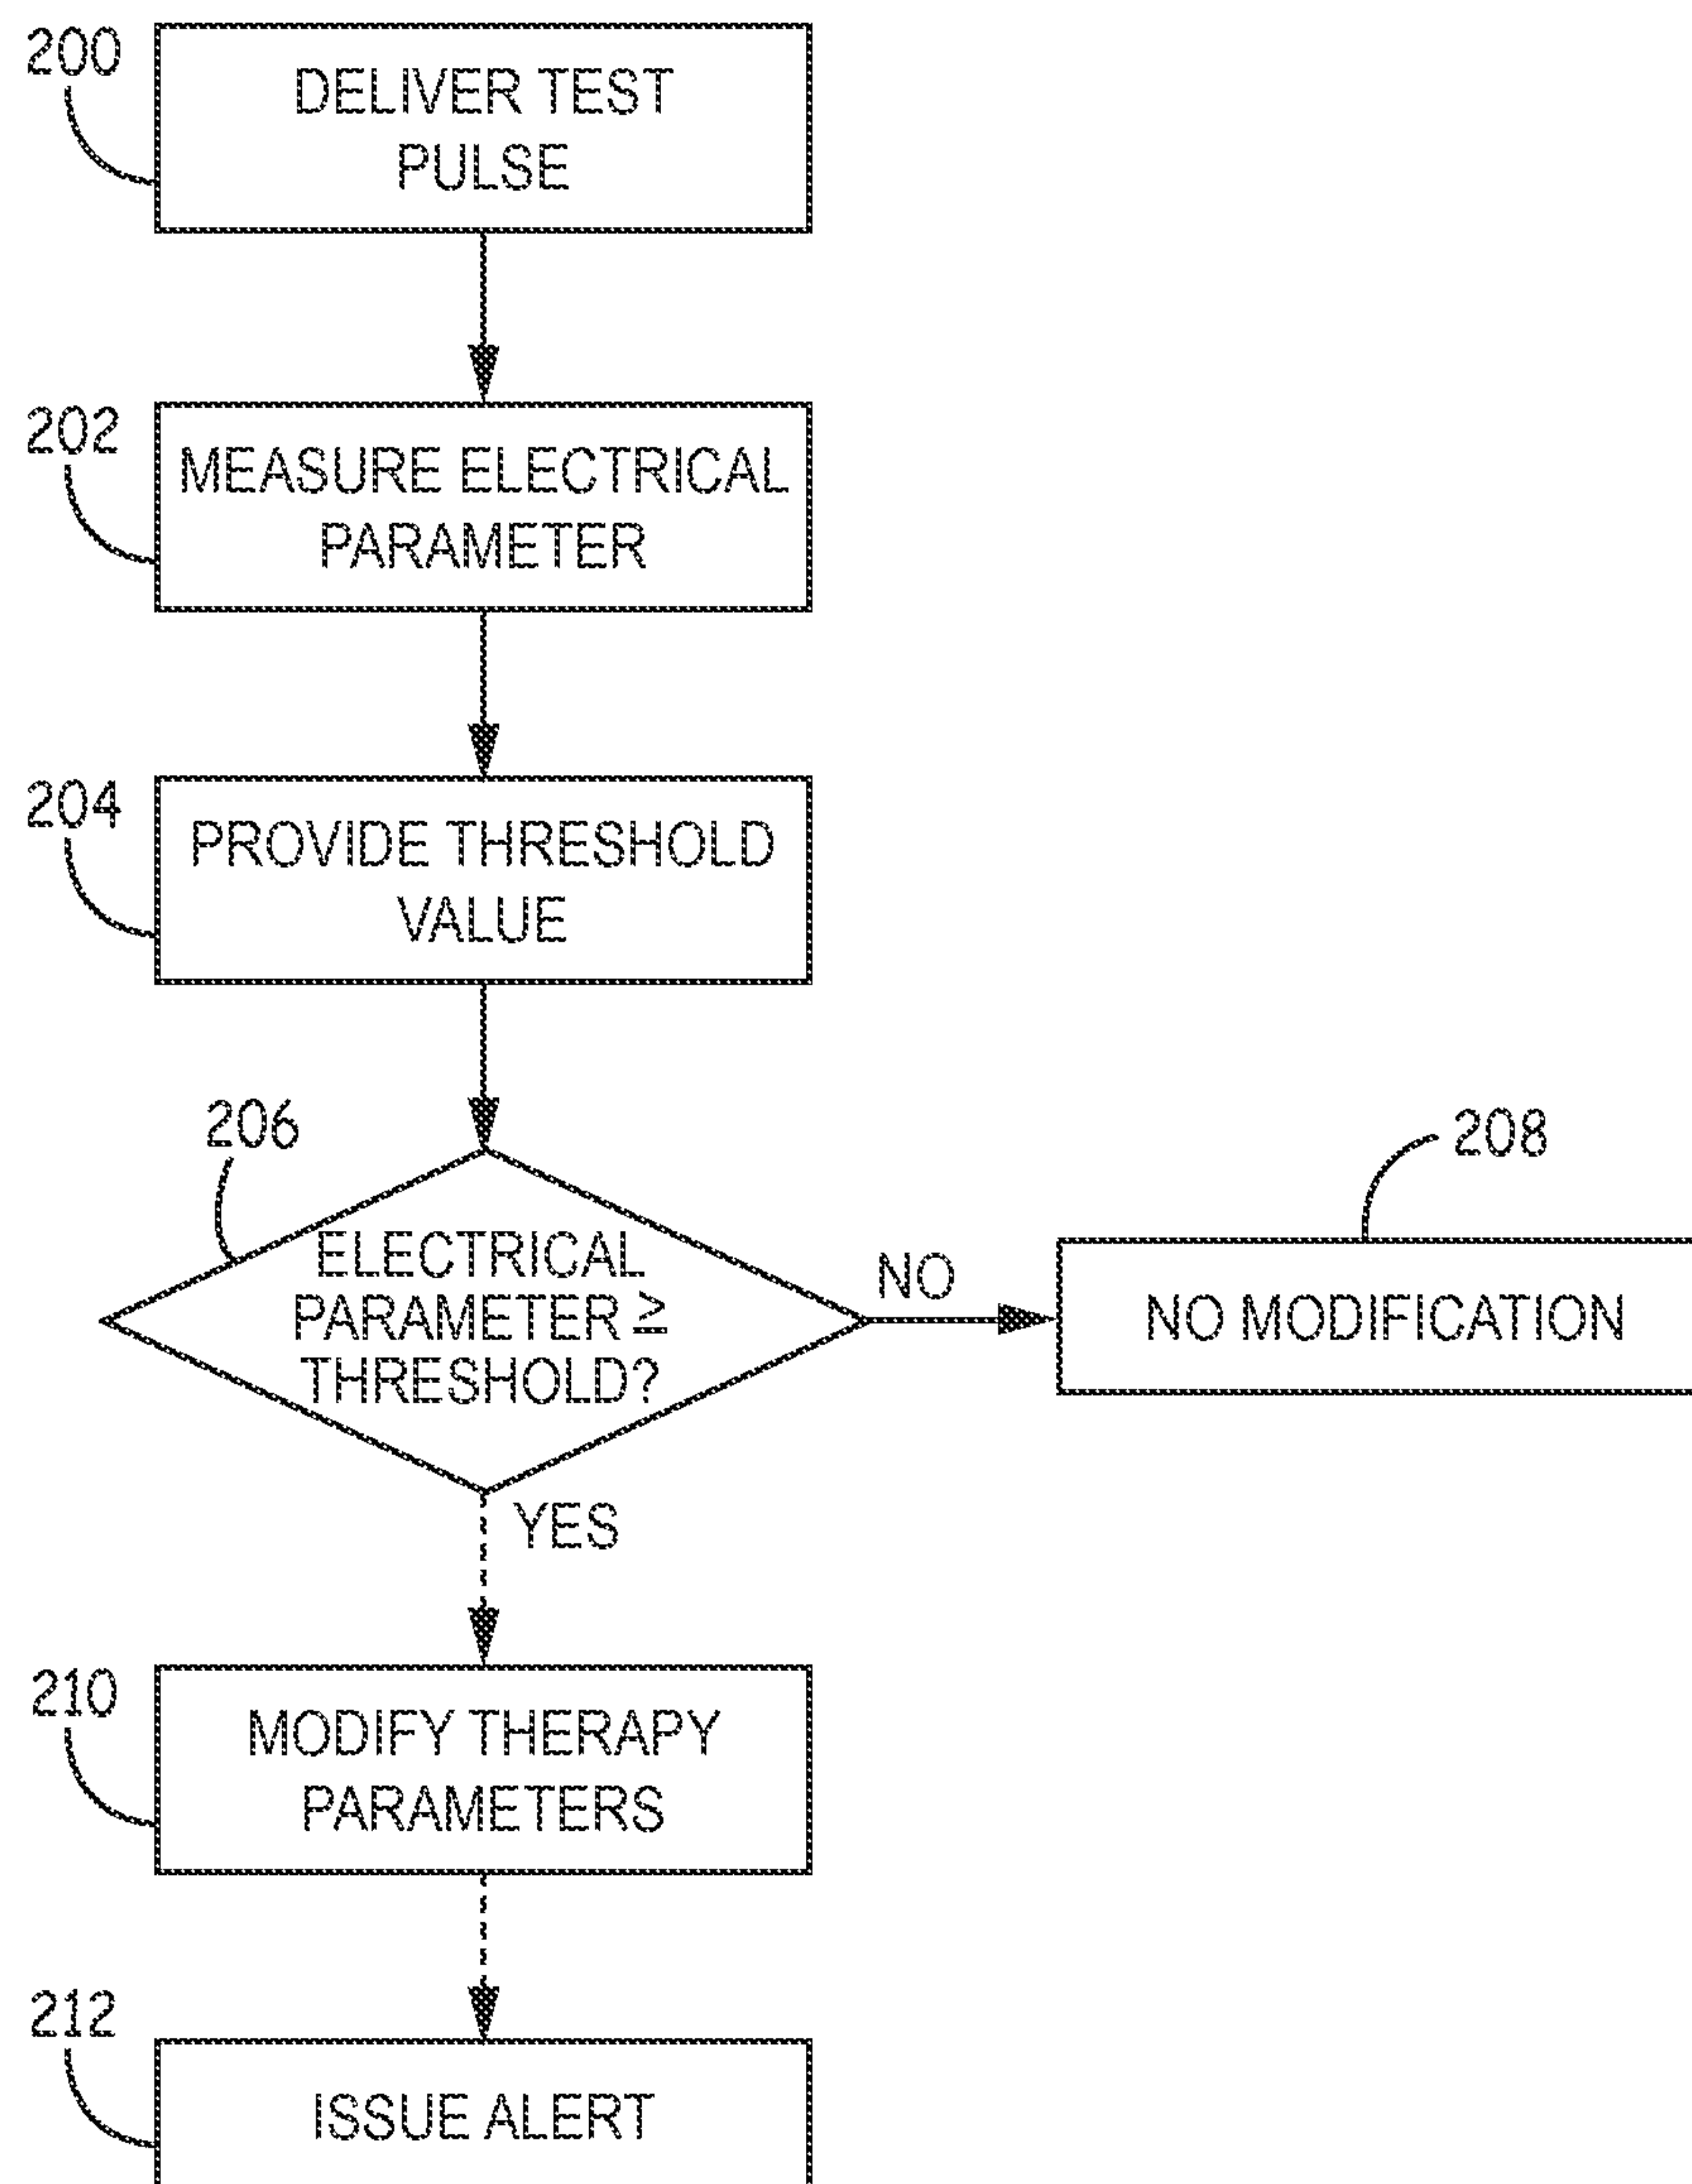 200
DELIVER TEST
PULSE
202
MEASURE ELECTRICAL
PARAMETER
204
PROVIDE THRESHOLD
VALUE
206
ELECTRICAL
PARAMETER ≥
THRESHOLD?
NO
208
NO MODIFICATION
YES
210
MODIFY THERAPY
PARAMETERS
212
ISSUE ALERT